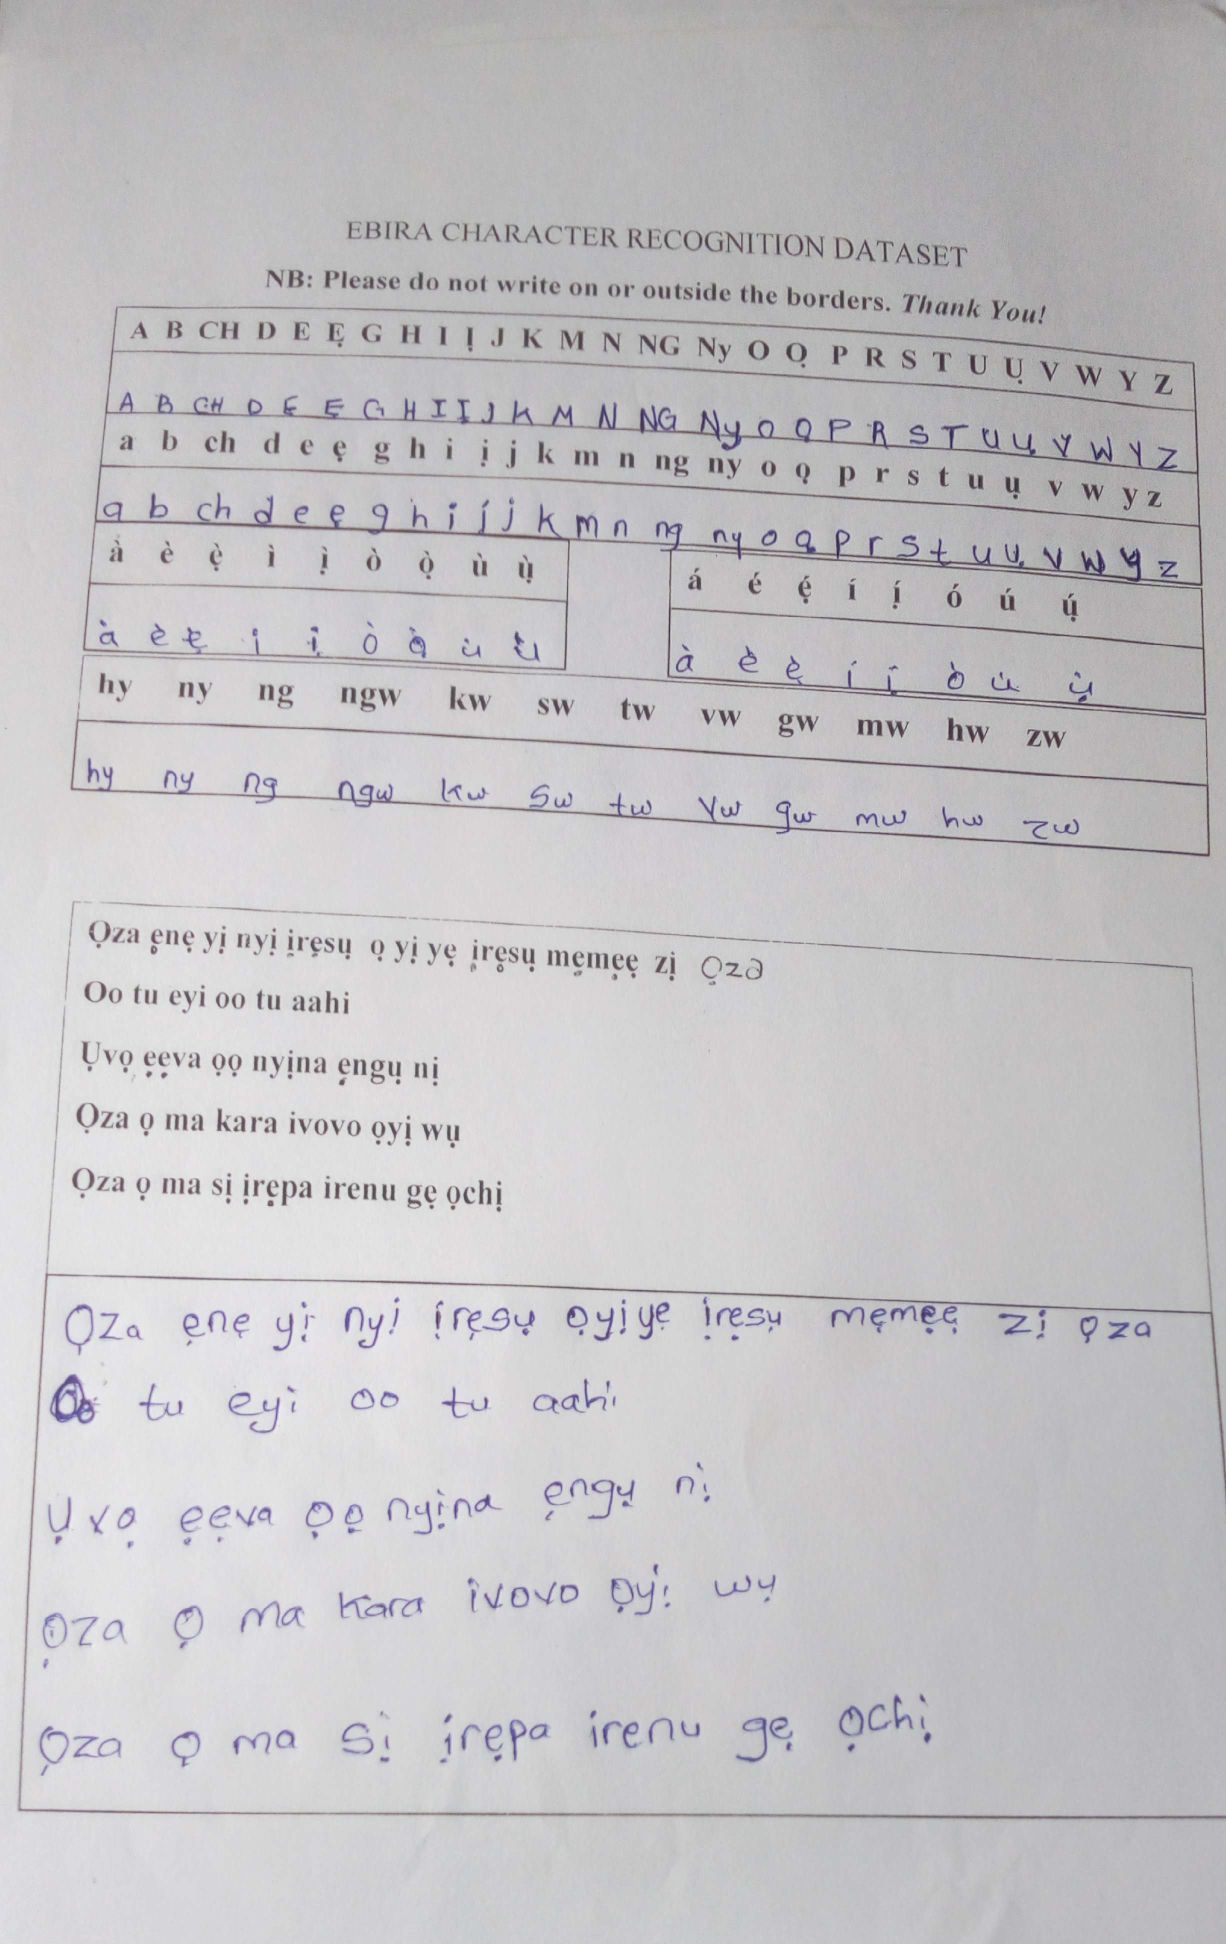 EBIRA CHARACTER RECOGNITION DATASET
NB: Please do not write on or outside the borders. Thank You!
A B CH D E Ẹ G H I Ị J K M N NG Ny O Ọ P R S T U Ụ V W Y Z
A B CH D E Ẹ G H I Ị J K M N NG Ny O Ọ P R S T U Ụ V W Y Z
a b ch d e ẹ g h i ị j k m n ng ny o ọ p r s t u ụ v w y z
a b ch d e ẹ g h i ị j k m n ng ny o ọ p r s t u ụ v w y z
à è ẹ̀ ì ị̀ ò ọ̀ ù ụ̀
á é ẹ́ í ị́ ó ú ụ́
à è ẹ̀ ì ị̀ ò ọ̀ ù ụ̀
à è ẹ̀ í ị́ ò ù ụ̀
hy ny ng ngw kw sw tw vw gw mw hw zw
hy ny ng ngw kw sw tw vw gw mw hw zw
Ọza ẹnẹ yị nyị ịrẹsụ ọ yị yẹ ịrẹsụ mẹmẹẹ zị Ọza
Oo tu eyi oo tu aahi
Ụvọ ẹẹva ọọ nyịna ẹngụ nị
Ọza ọ ma kara ivovo ọyị wụ
Ọza ọ ma sị ịrẹpa irenu gẹ ọchị
Ọza ẹnẹ yị nyị ịrẹsụ ọyịyẹ ịrẹsụ mẹmẹẹ zị ọza
Oo tu eyi oo tu aahi
Ụvọ ẹẹva ọọ nyịna ẹngụ nị
Ọza ọ ma kara ivovo ọyị wụ
Ọza ọ ma sị ịrẹpa irenu gẹ ọchị